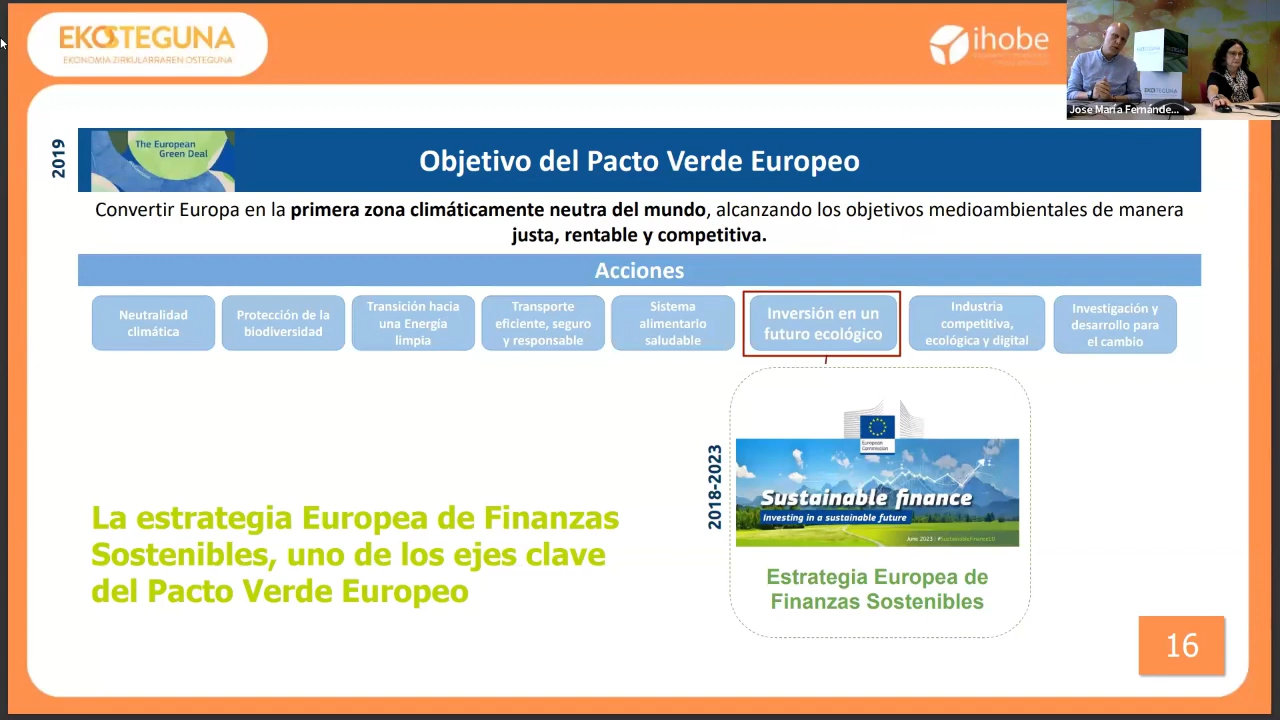 EKOSTEGUNA
EKONOMIA ZIRKULARRAREN OSTEGUNA
ihobe
EKOSTEGUNA
José María Fernánde...
2019
The European
Green Deal
Objetivo del Pacto Verde Europeo
Convertir Europa en la primera zona climáticamente neutra del mundo, alcanzando los objetivos medioambientales de manera
justa, rentable y competitiva.
Acciones
Neutralidad
climática
Protección de la
biodiversidad
Transición hacia
una Energía
limpia
Transporte
eficiente, seguro
y responsable
Sistema
alimentario
saludable
Inversión en un
futuro ecológico
Industria
competitiva,
ecológica y digital
Investigación y
desarrollo para
el cambio
2018-2023
European
Commission
Sustainable finance
Investing in a sustainable future
June 2023 | #SustainableFinanceEU
Estrategia Europea de
Finanzas Sostenibles
La estrategia Europea de Finanzas
Sostenibles, uno de los ejes clave
del Pacto Verde Europeo
16